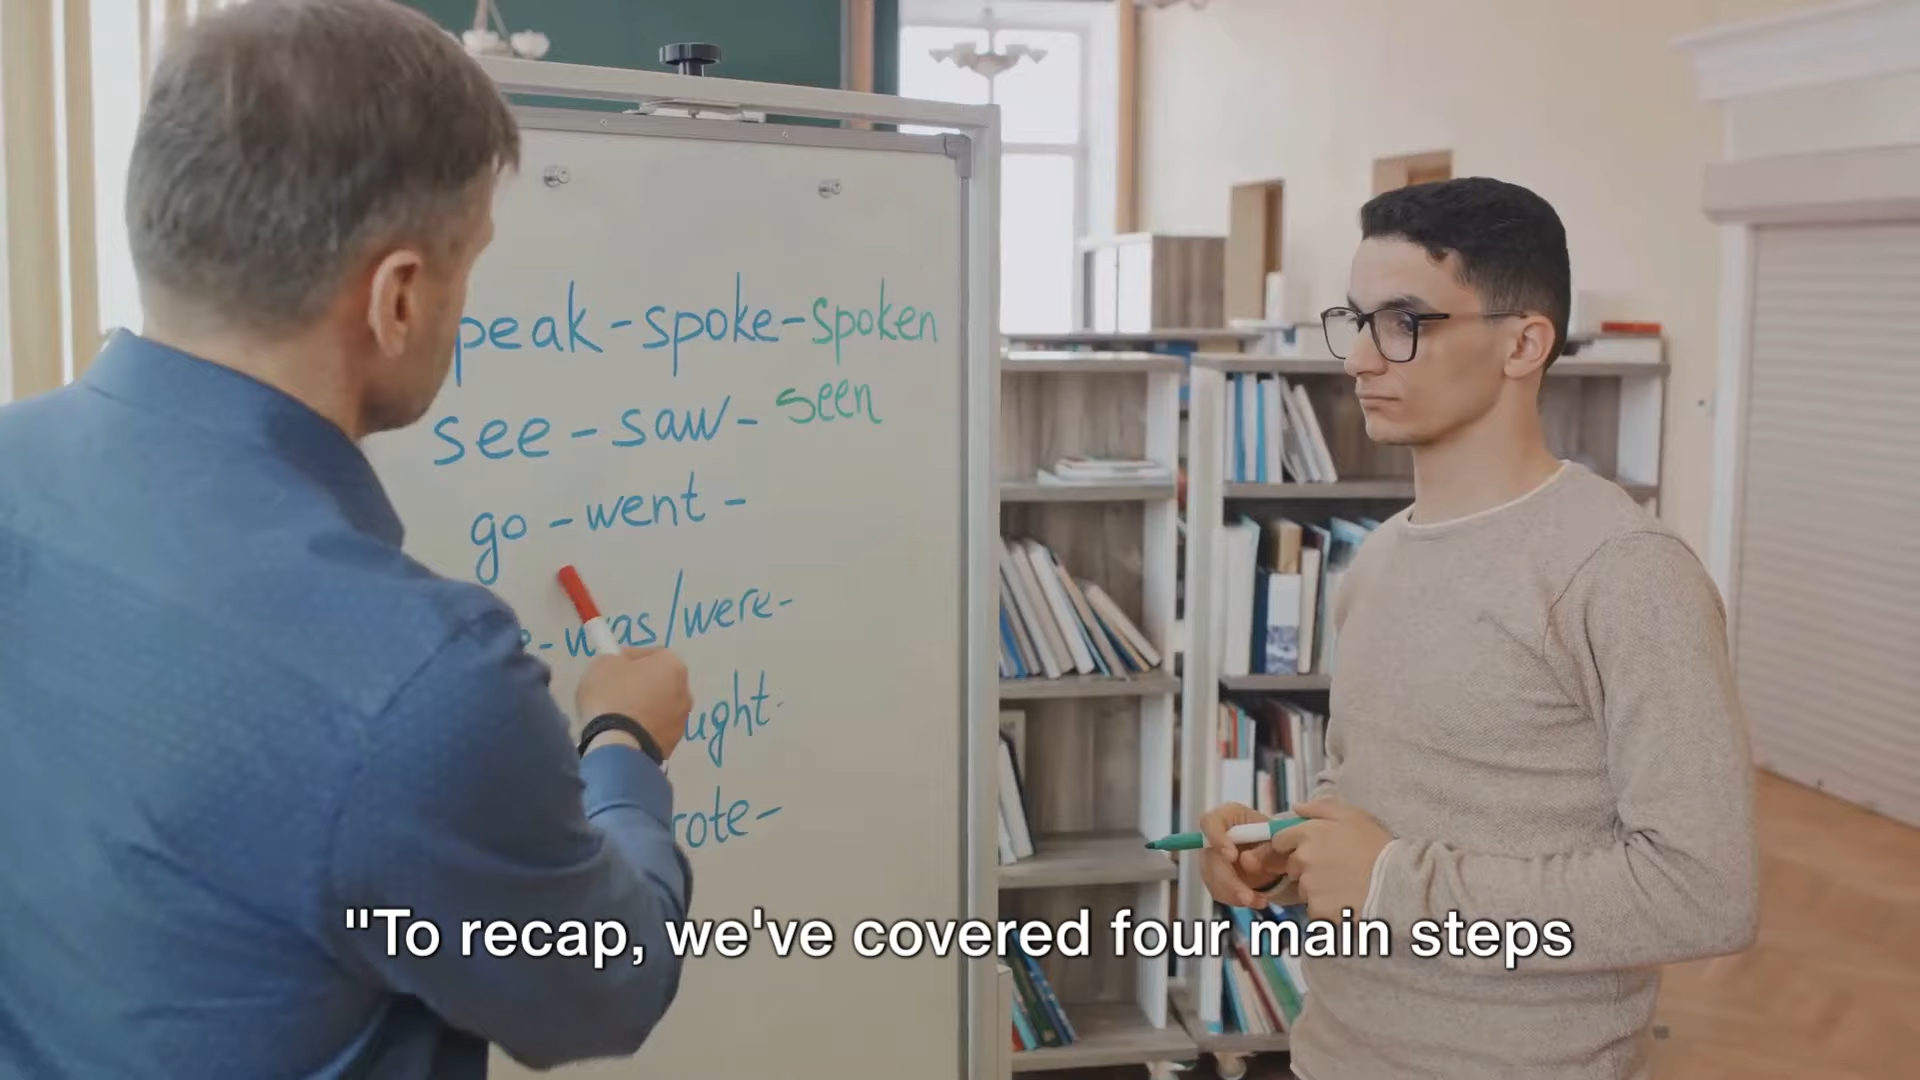 peak - spoke - spoken
see - saw - seen
go - went -
- was/were -
ught -
rote -
"To recap, we've covered four main steps